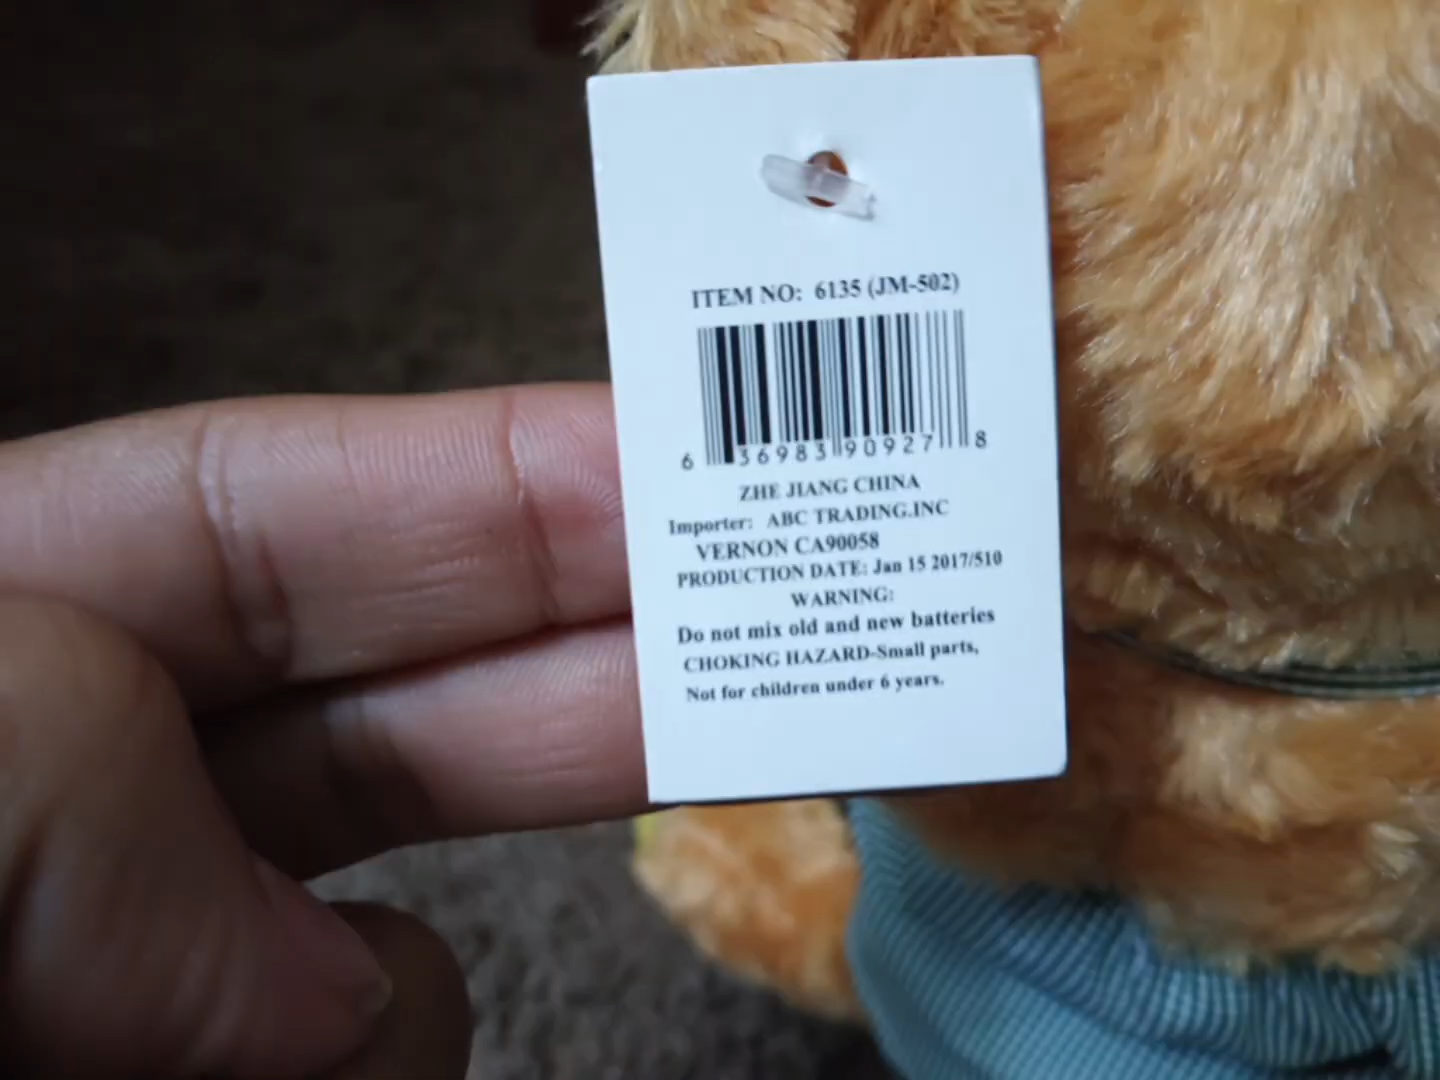 ITEM NO: 6135 (JM-502)
6 36983 90927 8
ZHE JIANG CHINA
Importer: ABC TRADING.INC
VERNON CA90058
PRODUCTION DATE: Jan 15 2017/510
WARNING:
Do not mix old and new batteries
CHOKING HAZARD-Small parts,
Not for children under 6 years.